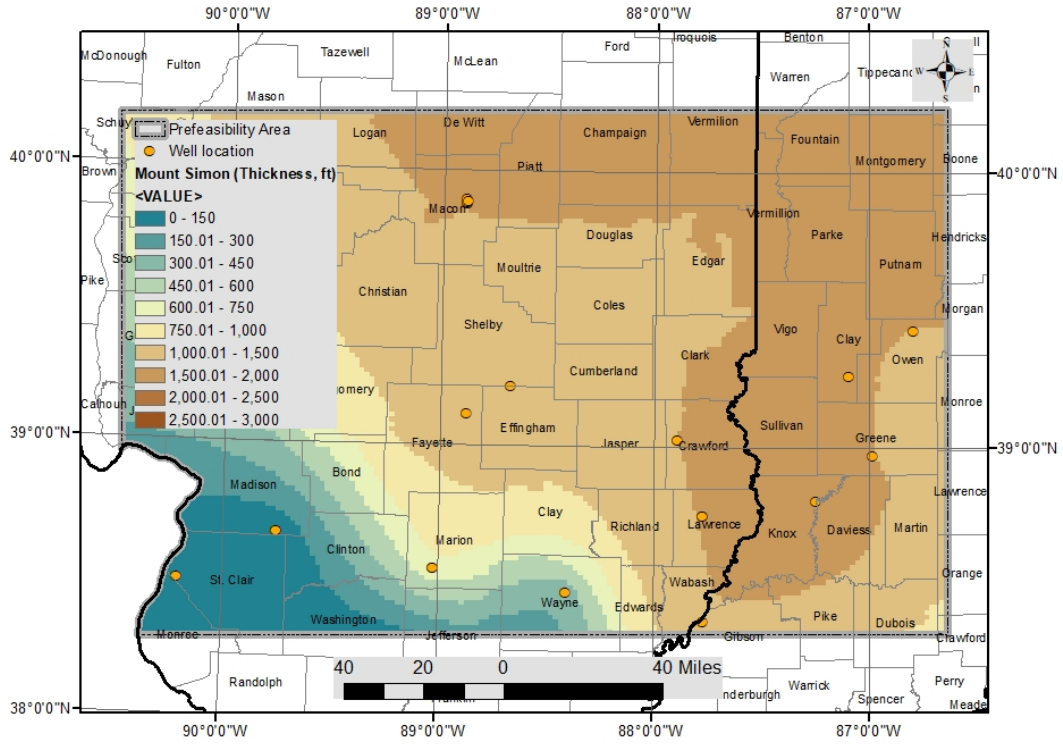 90°0'0"W 89°0'0"W 88°0'0"W 87°0'0"W
McDonough Fulton Tazewell McLean Ford Iroquois Benton
Warren Tippecanoe
N
W E
S
Mason
Schuy Logan De Witt Champaign Vermilion Fountain
40°0'0"N Brown Piatt Montgomery Boone 40°0'0"N
Prefeasibility Area
Well location
Mount Simon (Thickness, ft)
<VALUE>
0 - 150
150.01 - 300
300.01 - 450
450.01 - 600
600.01 - 750
750.01 - 1,000
1,000.01 - 1,500
1,500.01 - 2,000
2,000.01 - 2,500
2,500.01 - 3,000
Macon Vermillion
Douglas Parke Hendricks
Pike Moultrie Edgar Putnam
Christian Coles Morgan
Shelby Vigo Clay
Clark Owen
Cumberland
Calhoun gomery Monroe
39°0'0"N Fayette Effingham Jasper Crawford Sullivan Greene 39°0'0"N
Bond
Madison Lawrence
Clay Richland Lawrence Knox Daviess Martin
Marion
Clinton
St. Clair Wabash Orange
Wayne Edwards Pike
Washington Dubois
Monroe Jefferson Gibson Crawford
40 20 0 40 Miles
Randolph Franklin nderburgh Warrick Spencer Perry
Meade
38°0'0"N 38°0'0"N
90°0'0"W 89°0'0"W 88°0'0"W 87°0'0"W